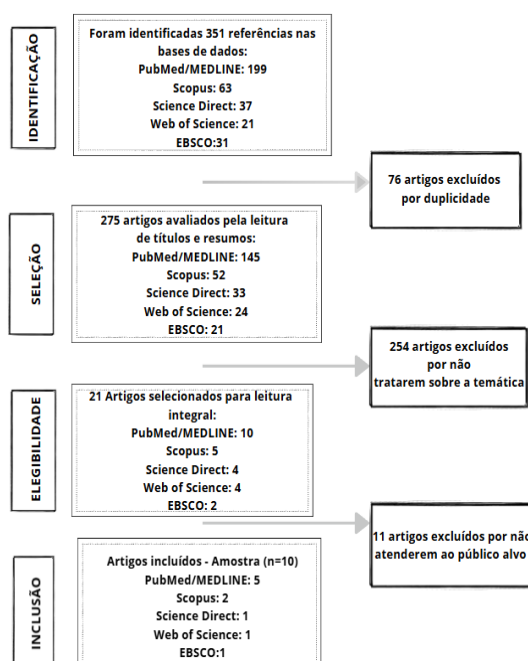 IDENTIFICAÇÃO
Foram identificadas 351 referências nas
bases de dados:
PubMed/MEDLINE: 199
Scopus: 63
Science Direct: 37
Web of Science: 21
EBSCO:31
76 artigos excluídos
por duplicidade
SELEÇÃO
275 artigos avaliados pela leitura
de títulos e resumos:
PubMed/MEDLINE: 145
Scopus: 52
Science Direct: 33
Web of Science: 24
EBSCO: 21
254 artigos excluídos
por não
tratarem sobre a temática
ELEGIBILIDADE
21 Artigos selecionados para leitura
integral:
PubMed/MEDLINE: 10
Scopus: 5
Science Direct: 4
Web of Science: 4
EBSCO: 2
11 artigos excluídos por não
atenderem ao público alvo
INCLUSÃO
Artigos incluídos - Amostra (n=10)
PubMed/MEDLINE: 5
Scopus: 2
Science Direct: 1
Web of Science: 1
EBSCO:1